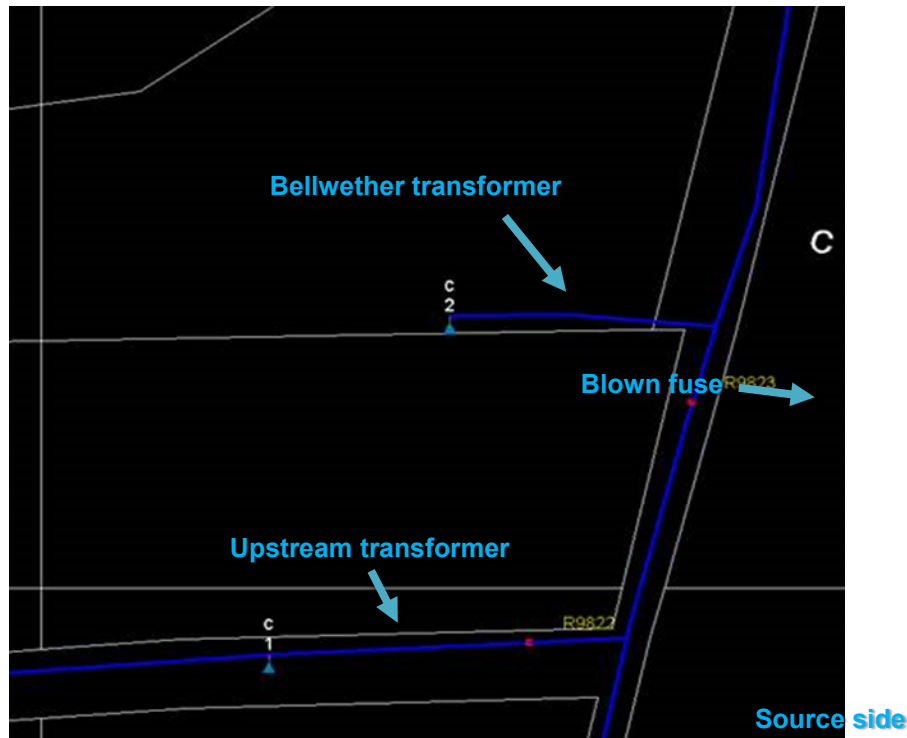 Bellwether transformer
C
c
2
Blown fuse
R9823
Upstream transformer
R9822
c
1
Source side